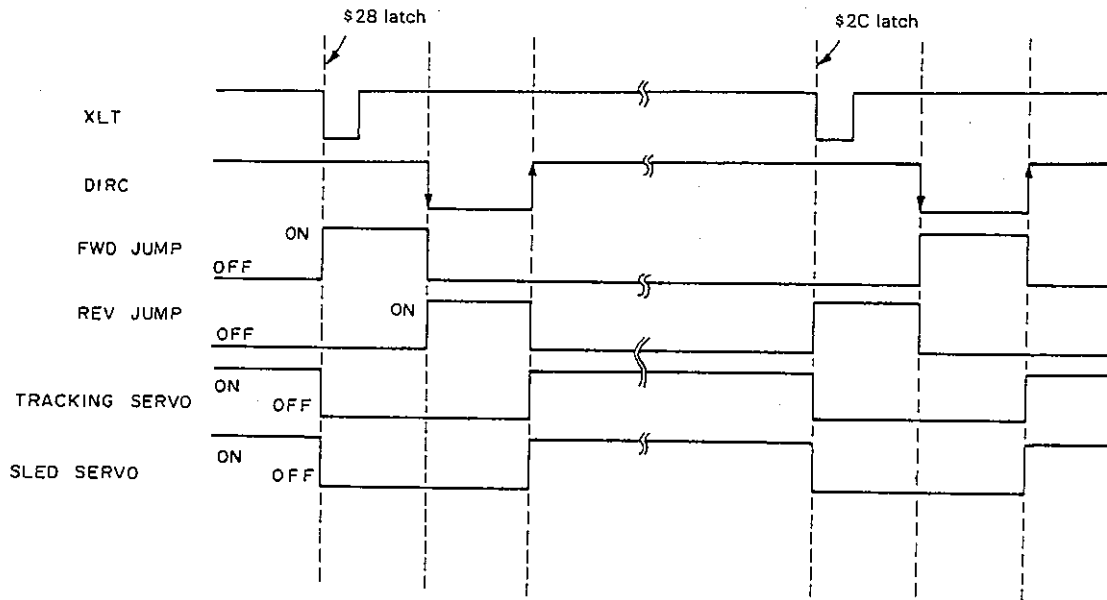 $28 latch
$2C latch
XLT
DIRC
ON
FWD JUMP
OFF
REV JUMP
ON
OFF
ON
TRACKING SERVO
OFF
ON
SLED SERVO
OFF